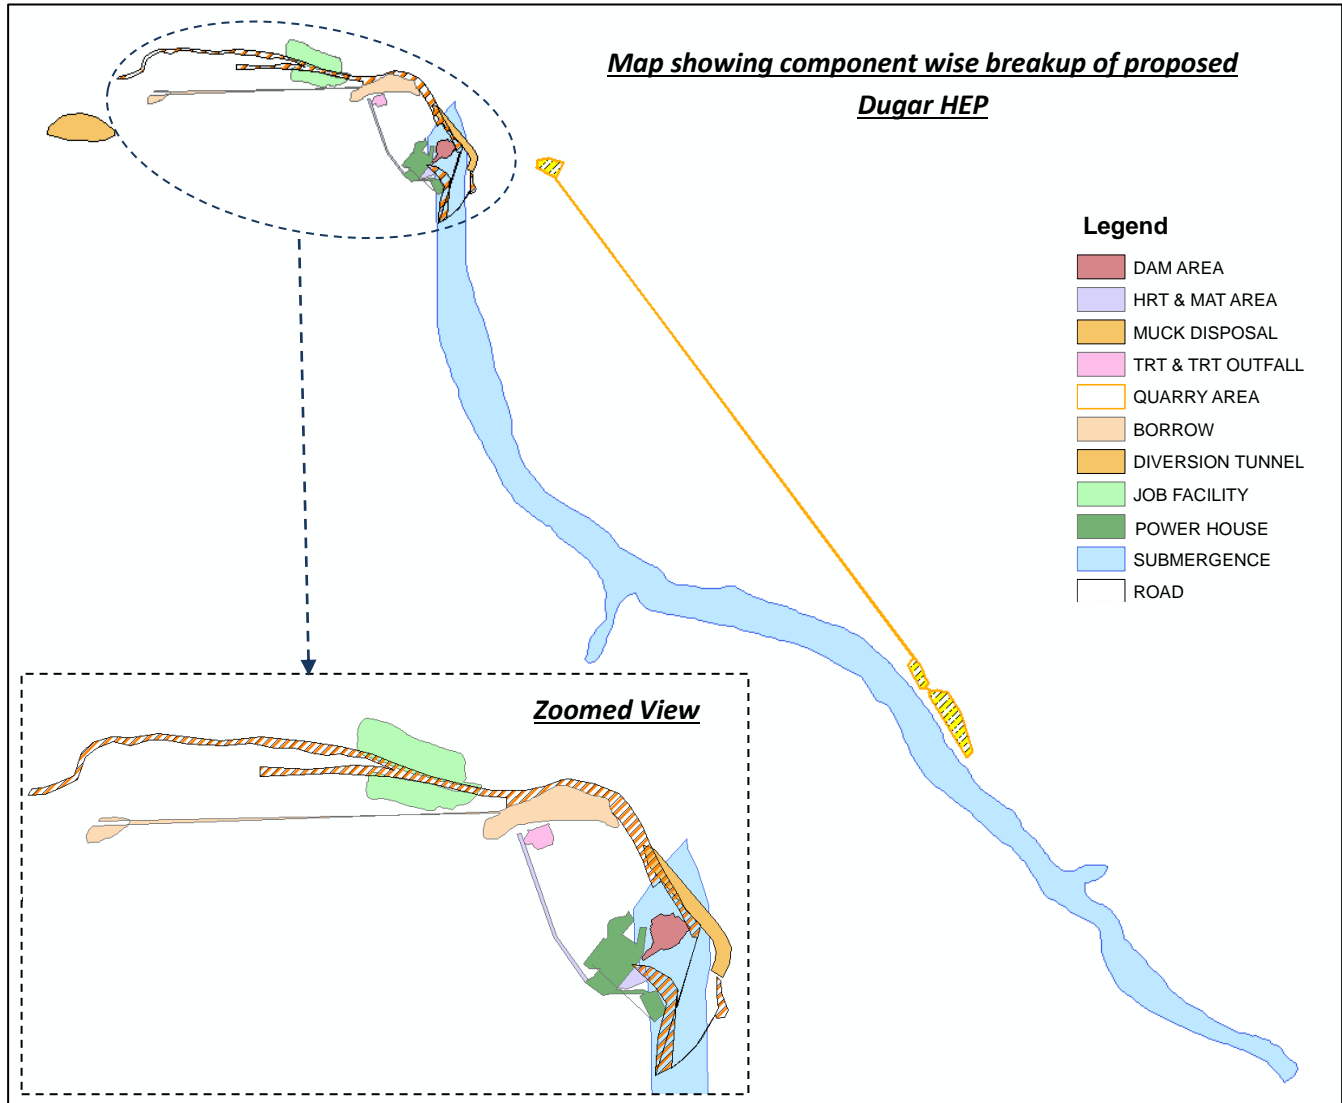 Map showing component wise breakup of proposed
Dugar HEP
Legend
DAM AREA
HRT & MAT AREA
MUCK DISPOSAL
TRT & TRT OUTFALL
QUARRY AREA
BORROW
DIVERSION TUNNEL
JOB FACILITY
POWER HOUSE
SUBMERGENCE
ROAD
Zoomed View